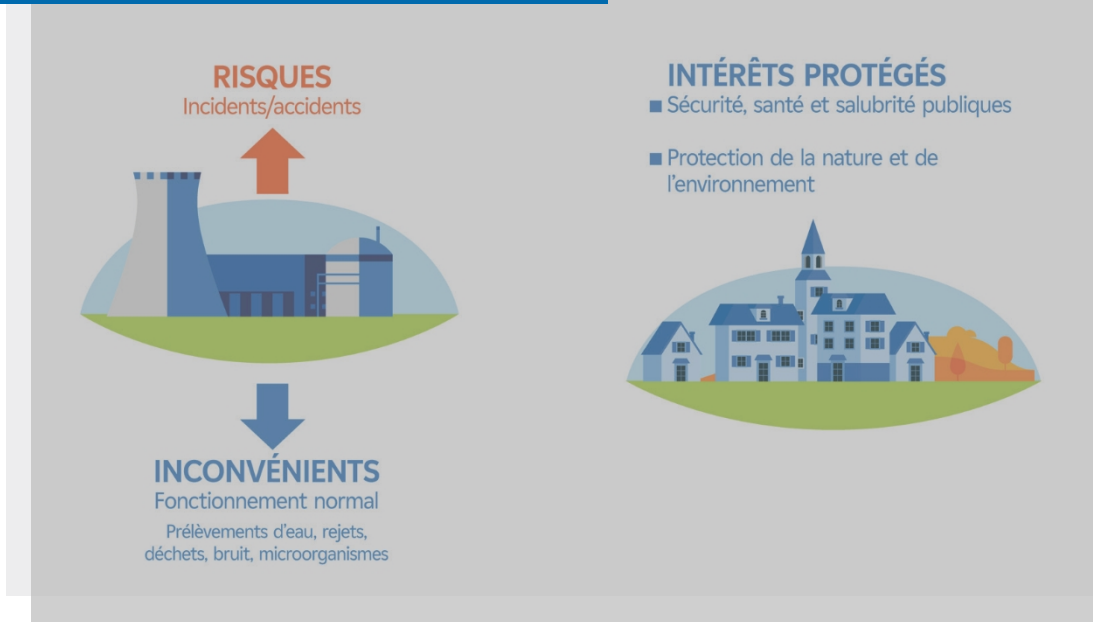 RISQUES
Incidents/accidents
INCONVÉNIENTS
Fonctionnement normal
Prélèvements d'eau, rejets,
déchets, bruit, microorganismes
INTÉRÊTS PROTÉGÉS
Sécurité, santé et salubrité publiques
Protection de la nature et de
l'environnement